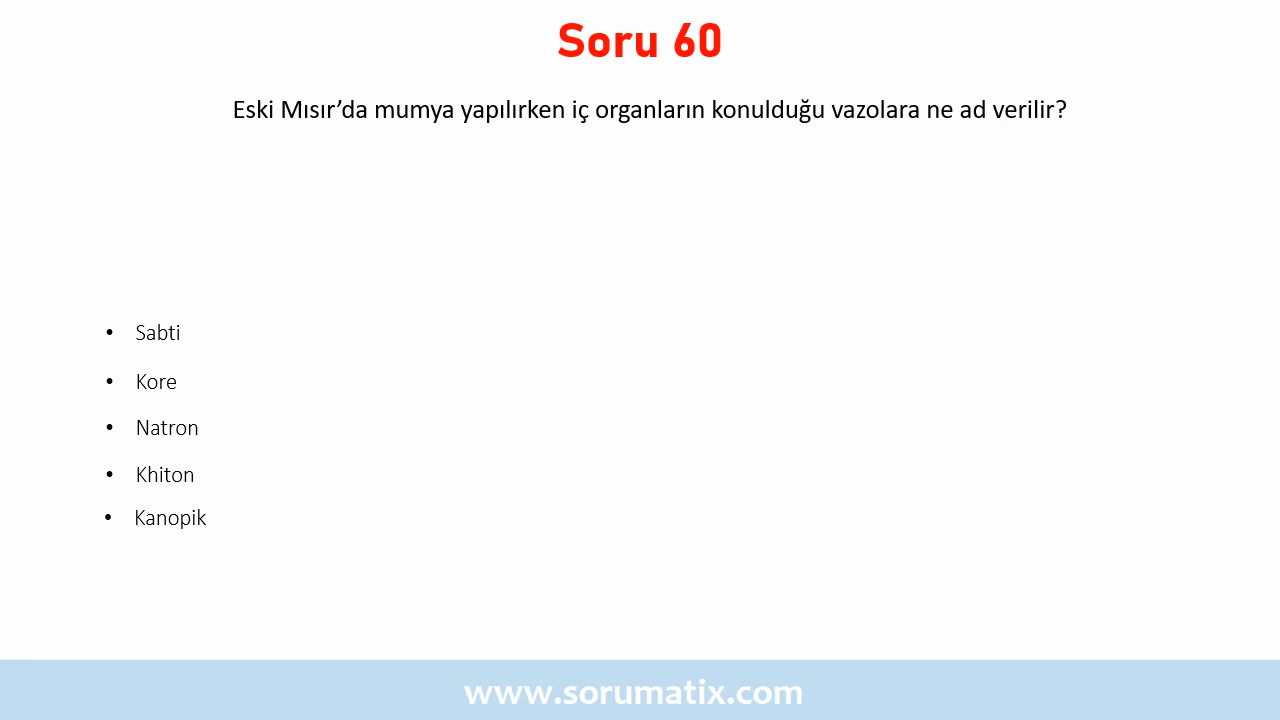 Soru 60
Eski Mısır’da mumya yapılırken iç organların konulduğu vazolara ne ad verilir?
• Sabti
• Kore
• Natron
• Khiton
• Kanopik
www.sorumatix.com